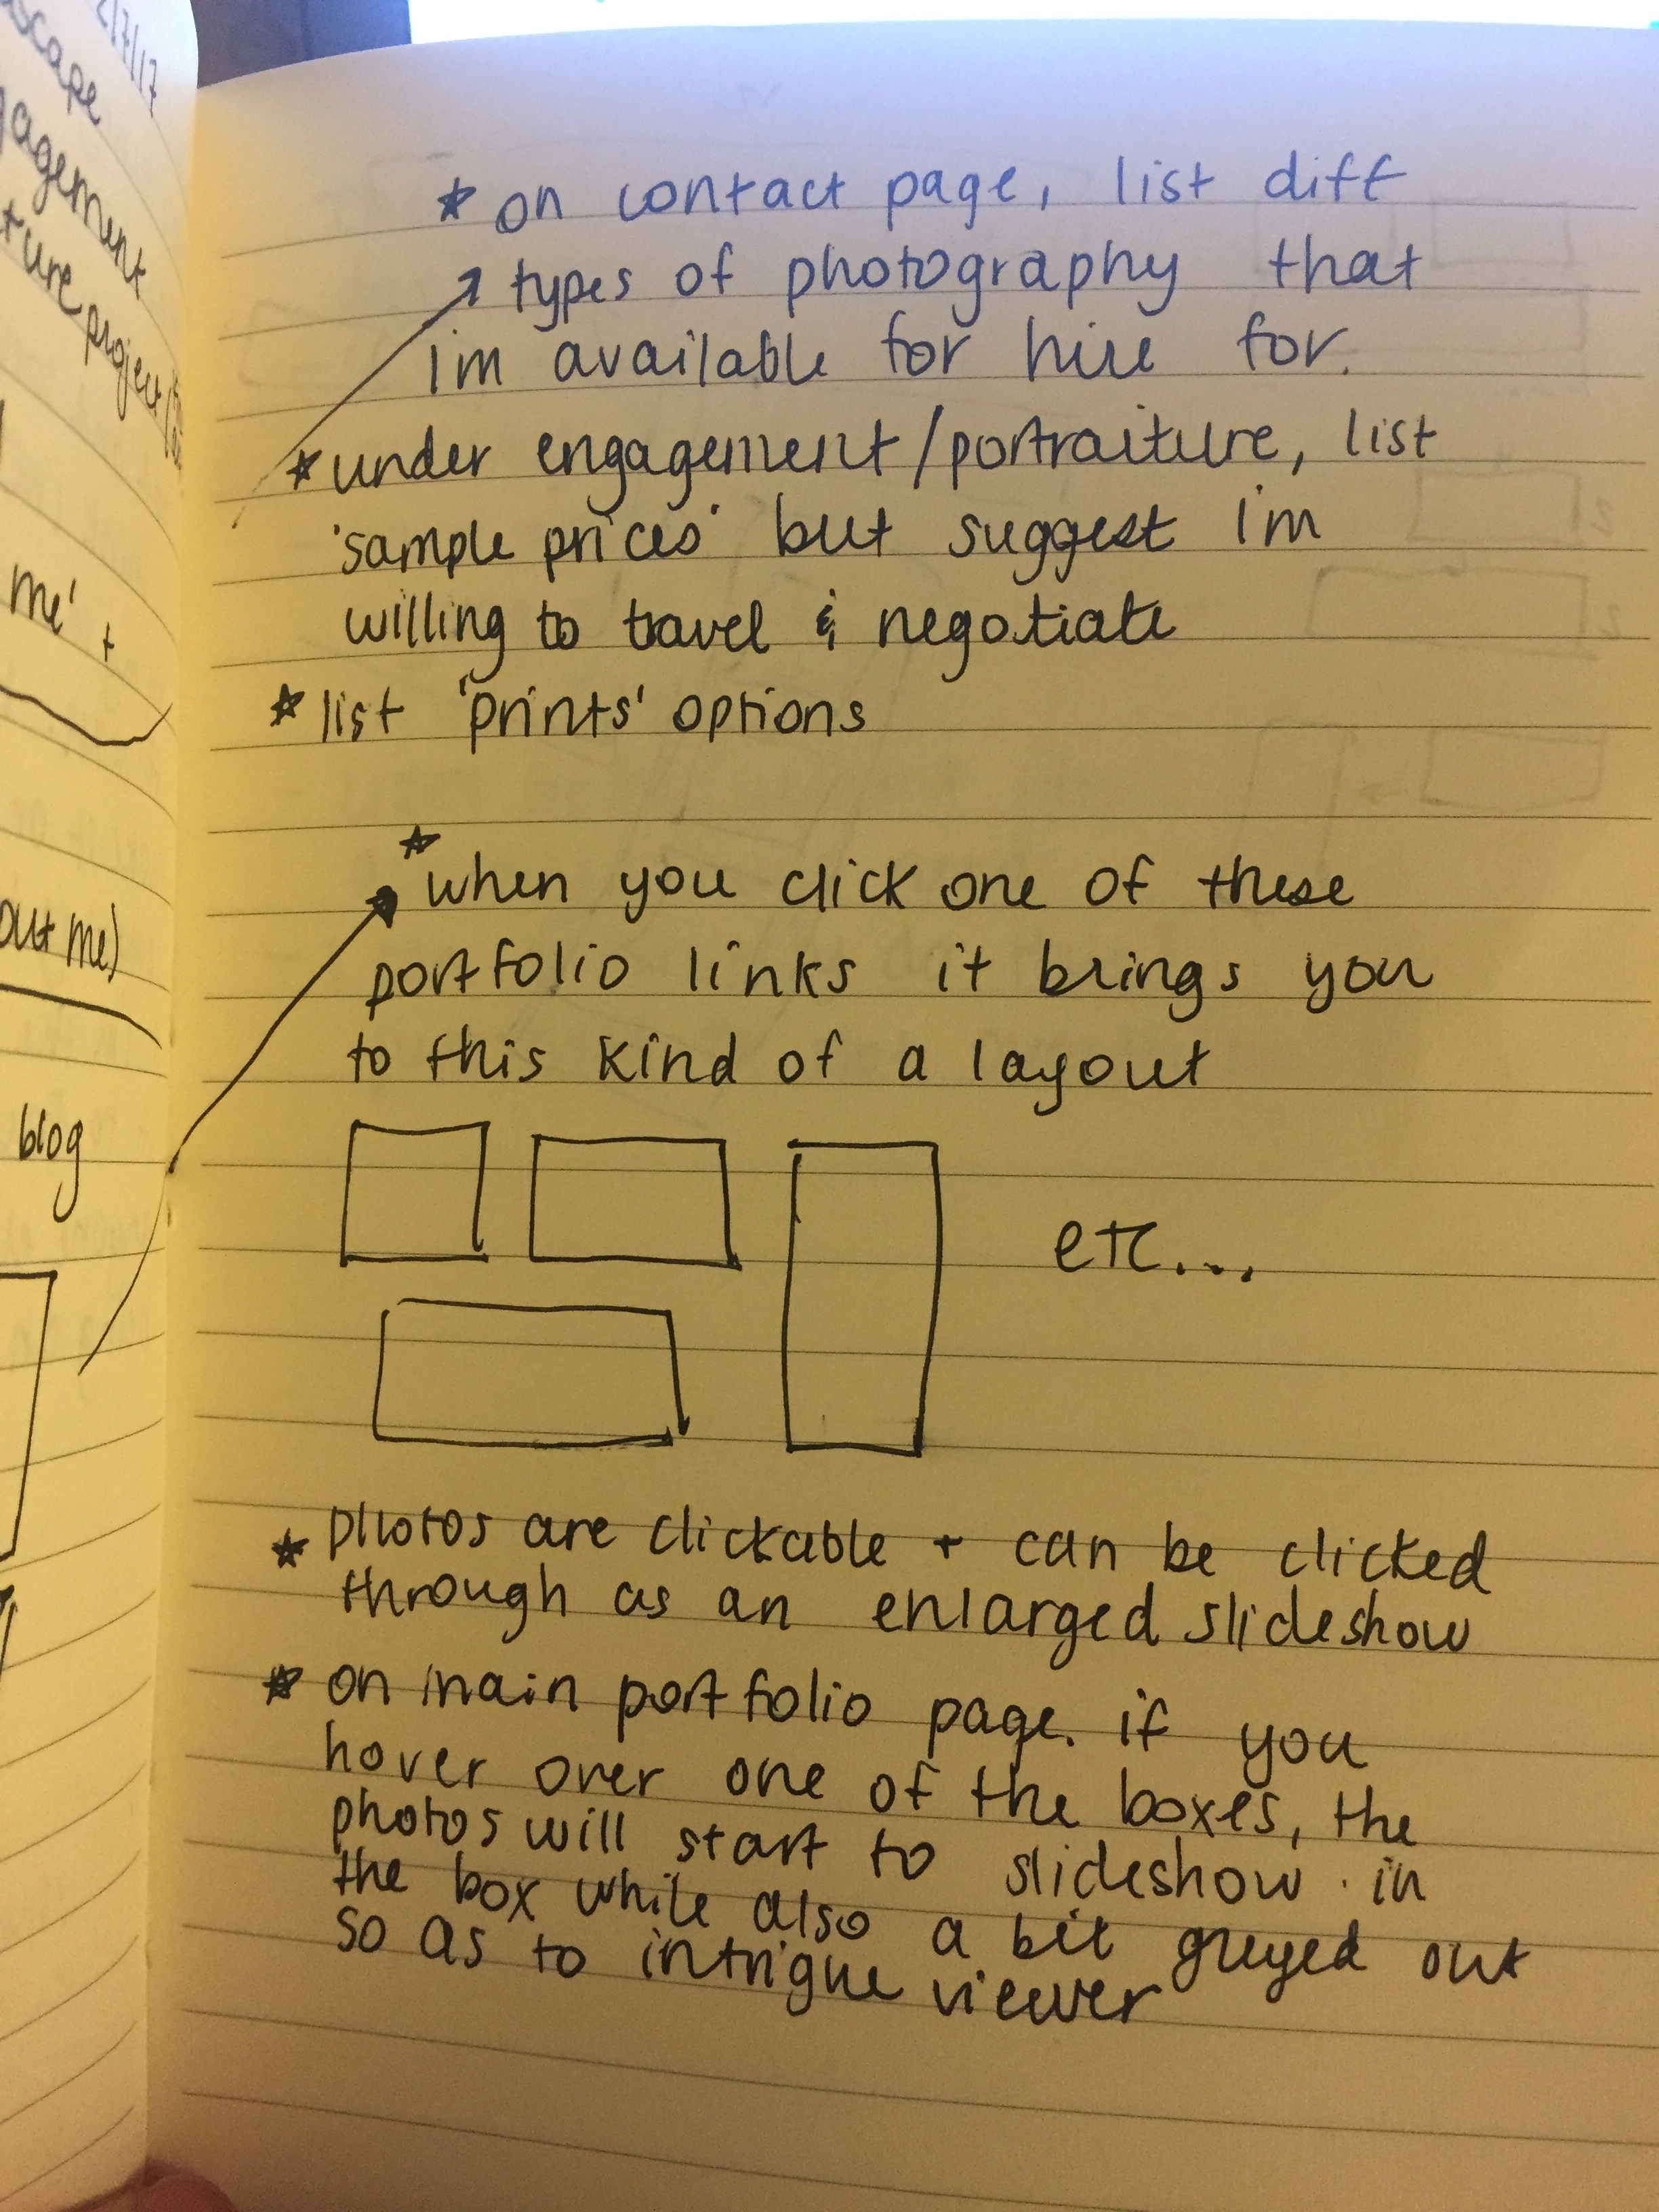 2/7/17
scape
gagement
ture project/
me' +
out me)
blog
* on contact page, list diff
types of photography that
i'm available for hire for.
* under engagement/portraiture, list
'sample prices' but suggest i'm
willing to travel & negotiate
* list 'prints' options
*
when you click one of these
portfolio links it brings you
to this kind of a layout
etc...
* photos are clickable + can be clicked
through as an enlarged slideshow
* on main portfolio page. if you
hover over one of the boxes, the
photos will start to slideshow in
the box while also a bit greyed out
so as to intrigue viewer